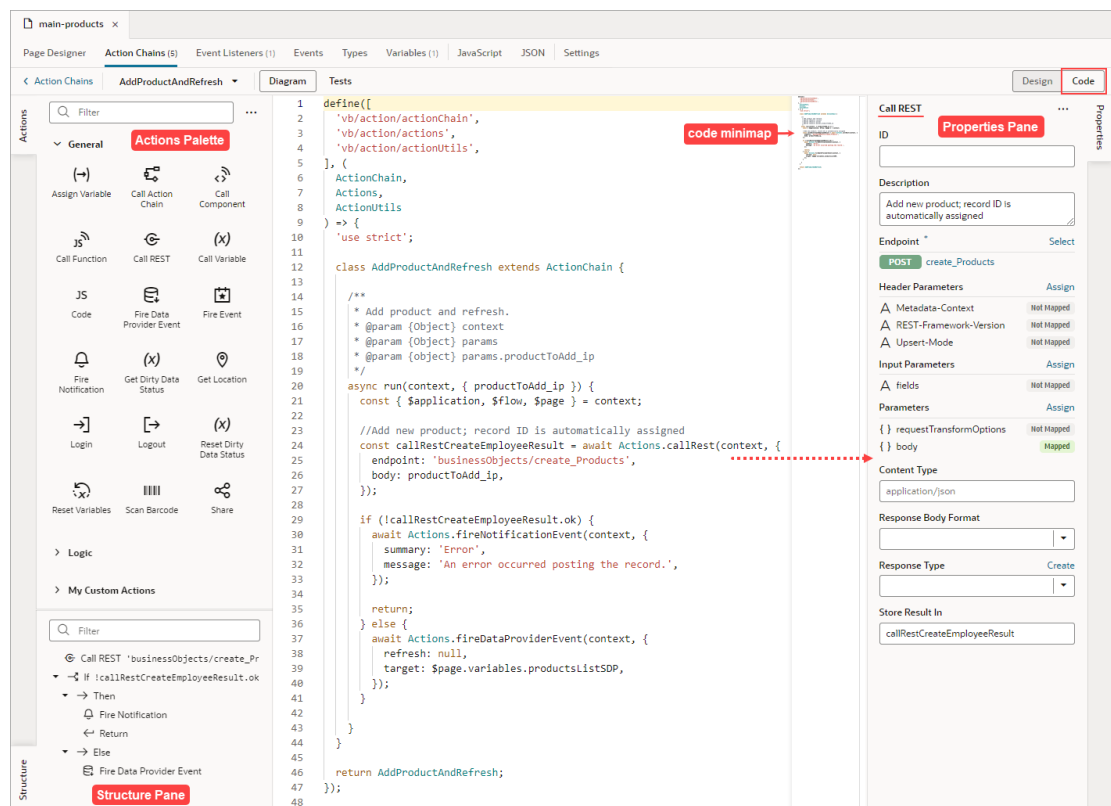 main-products ×
Page Designer Action Chains (5) Event Listeners (1) Events Types Variables (1) JavaScript JSON Settings
Action Chains AddProductAndRefresh Diagram Tests Design Code
Actions
Filter ...
General
Actions Palette
Assign Variable
Call Action Chain
Call Component
Call Function
Call REST
Call Variable
JS
Code
Fire Data Provider Event
Fire Event
Fire Notification
Get Dirty Data Status
Get Location
Login
Logout
Reset Dirty Data Status
Reset Variables
Scan Barcode
Share
Logic
My Custom Actions
Structure
Filter
Call REST 'businessObjects/create_Pr
If !callRestCreateEmployeeResult.ok
Then
Fire Notification
Return
Else
Fire Data Provider Event
Structure Pane
1 define([
2 'vb/action/actionChain',
3 'vb/action/actions',
4 'vb/action/actionUtils',
5 ], (
6 ActionChain,
7 Actions,
8 ActionUtils
9 ) => {
10 'use strict';
11
12 class AddProductAndRefresh extends ActionChain {
13
14 /**
15 * Add product and refresh.
16 * @param {Object} context
17 * @param {Object} params
18 * @param {object} params.productToAdd_ip
19 */
20 async run(context, { productToAdd_ip }) {
21 const { $application, $flow, $page } = context;
22
23 //Add new product; record ID is automatically assigned
24 const callRestCreateEmployeeResult = await Actions.callRest(context, {
25 endpoint: 'businessObjects/create_Products',
26 body: productToAdd_ip,
27 });
28
29 if (!callRestCreateEmployeeResult.ok) {
30 await Actions.fireNotificationEvent(context, {
31 summary: 'Error',
32 message: 'An error occurred posting the record.',
33 });
34
35 return;
36 } else {
37 await Actions.fireDataProviderEvent(context, {
38 refresh: null,
39 target: $page.variables.productsListSDP,
40 });
41 }
42
43 }
44 }
45
46 return AddProductAndRefresh;
47 });
48
code minimap
Call REST ...
Properties Pane
Properties
ID
Description
Add new product; record ID is
automatically assigned
Endpoint * Select
POST create_Products
Header Parameters Assign
Metadata-Context Not Mapped
REST-Framework-Version Not Mapped
Upsert-Mode Not Mapped
Input Parameters Assign
fields Not Mapped
Parameters Assign
{ } requestTransformOptions Not Mapped
{ } body Mapped
Content Type
application/json
Response Body Format
Response Type Create
Store Result In
callRestCreateEmployeeResult